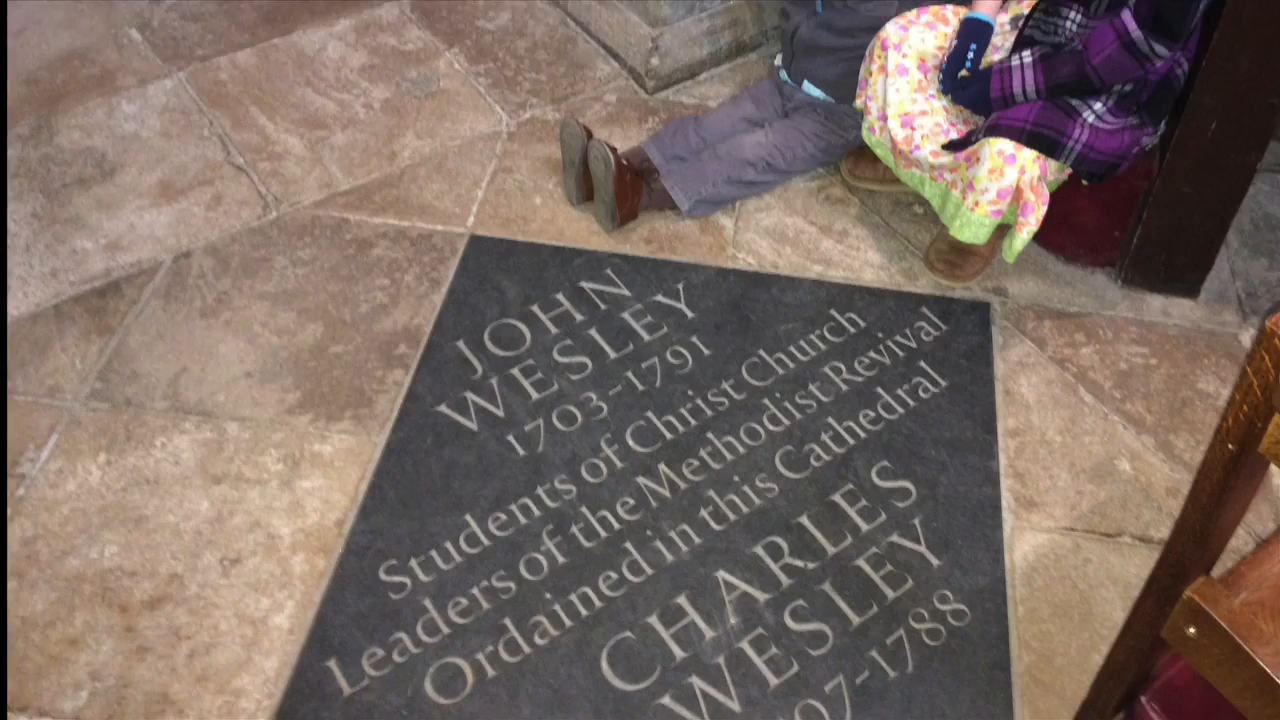 JOHN
WESLEY
1703-1791
Students of Christ Church
Leaders of the Methodist Revival
Ordained in this Cathedral
CHARLES
WESLEY
07-1788